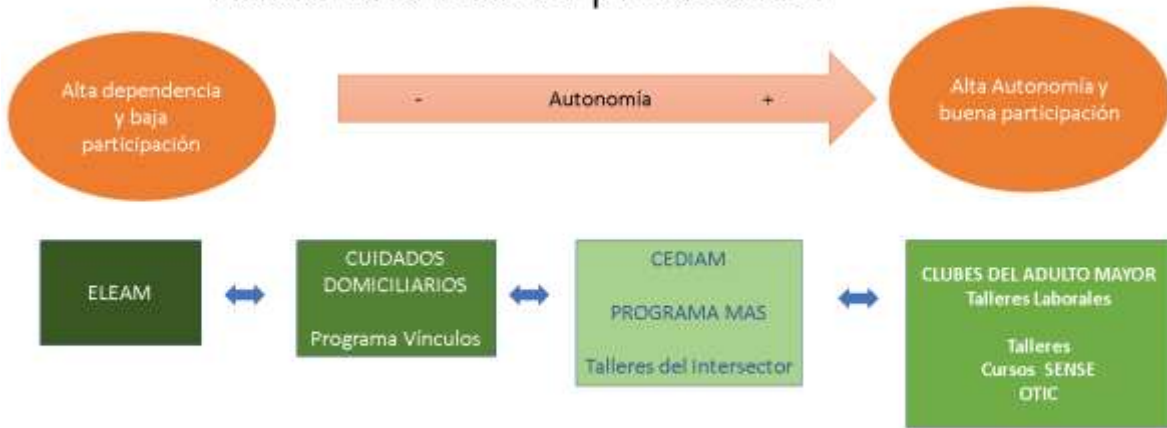 Alta dependencia
y baja
participación
- Autonomía +
Alta Autonomía y
buena participación
ELEAM
CUIDADOS
DOMICILIARIOS
Programa Vínculos
CEDIAM
PROGRAMA MAS
Talleres del Intersector
CLUBES DEL ADULTO MAYOR
Talleres Laborales
Talleres
Cursos SENSE
OTIC